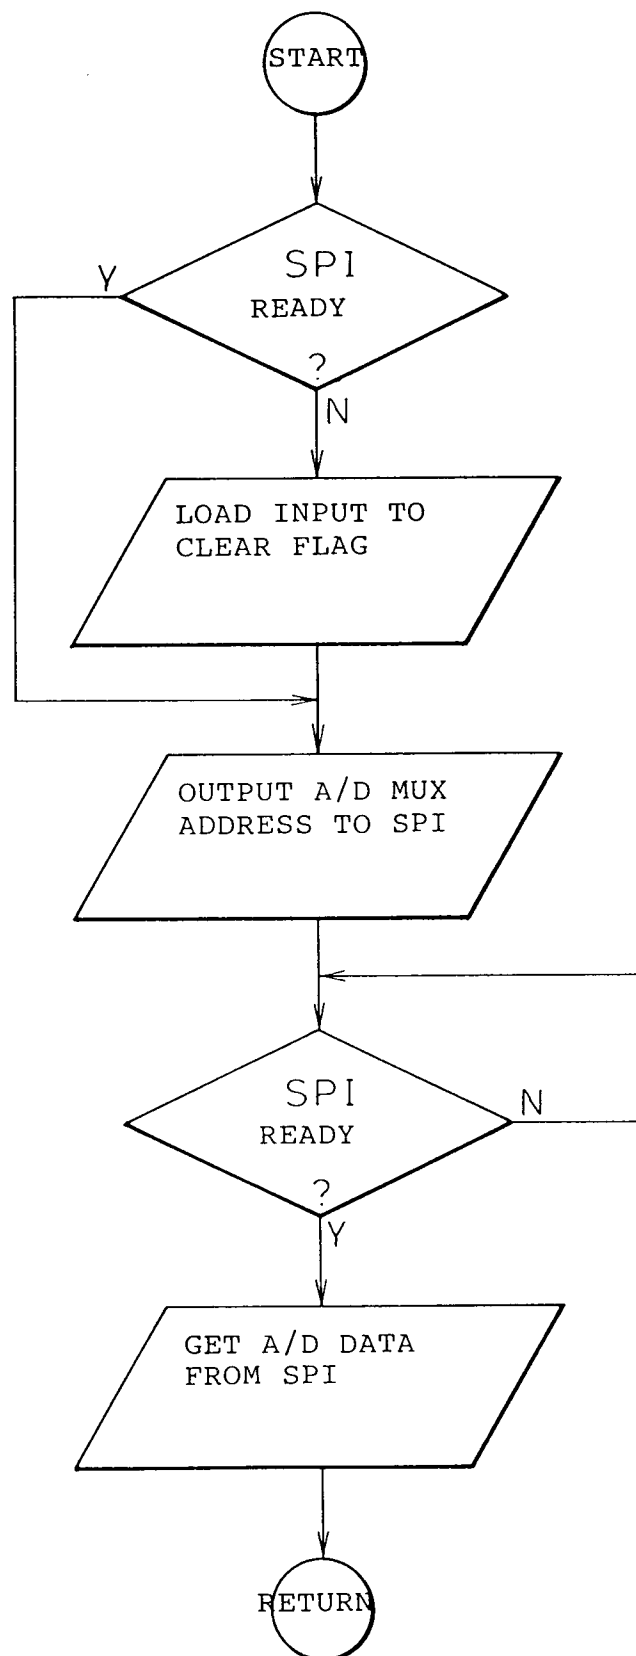 START
SPI
READY
?
Y
N
LOAD INPUT TO
CLEAR FLAG
OUTPUT A/D MUX
ADDRESS TO SPI
SPI
READY
?
N
Y
GET A/D DATA
FROM SPI
RETURN